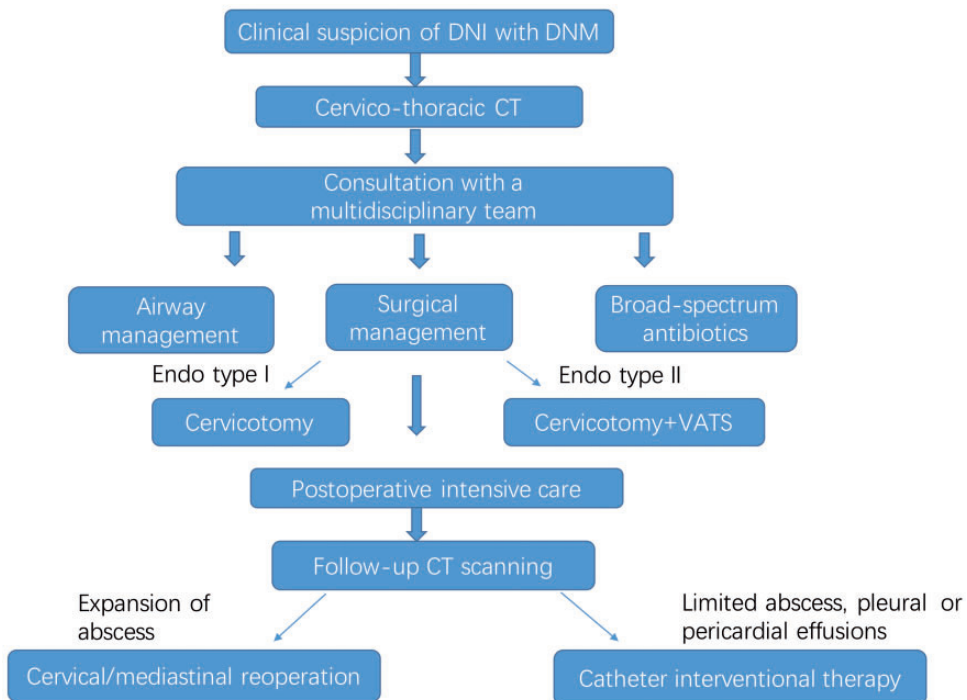 Clinical suspicion of DNI with DNM
Cervico-thoracic CT
Consultation with a
multidisciplinary team
Airway
management
Surgical
management
Broad-spectrum
antibiotics
Endo type I
Endo type II
Cervicotomy
Cervicotomy+VATS
Postoperative intensive care
Follow-up CT scanning
Expansion of
abscess
Limited abscess, pleural or
pericardial effusions
Cervical/mediastinal reoperation
Catheter interventional therapy